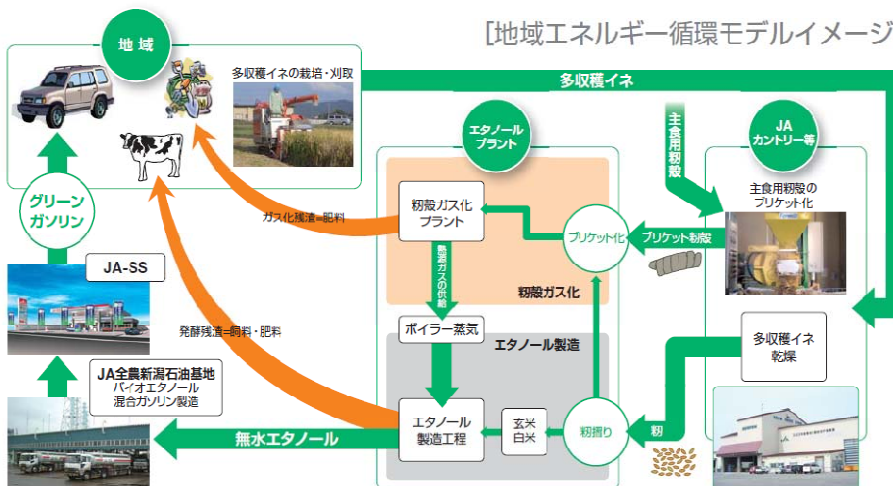 [地域エネルギー循環モデルイメージ
地域
多収穫イネの栽培・刈取
多収穫イネ
エタノール
プラント
主食用籾殻
JA
カントリー等
主食用籾殻の
ブリケット化
グリーン
ガソリン
ガス化残渣=肥料
籾殻ガス化
プラント
ブリケット化
ブリケット籾殻
JA-SS
熱源ガスの供給
籾殻ガス化
発酵残渣=飼料・肥料
ボイラー蒸気
エタノール製造
多収穫イネ
乾燥
JA全農新潟石油基地
バイオエタノール
混合ガソリン製造
無水エタノール
エタノール
製造工程
玄米
白米
籾摺り
籾